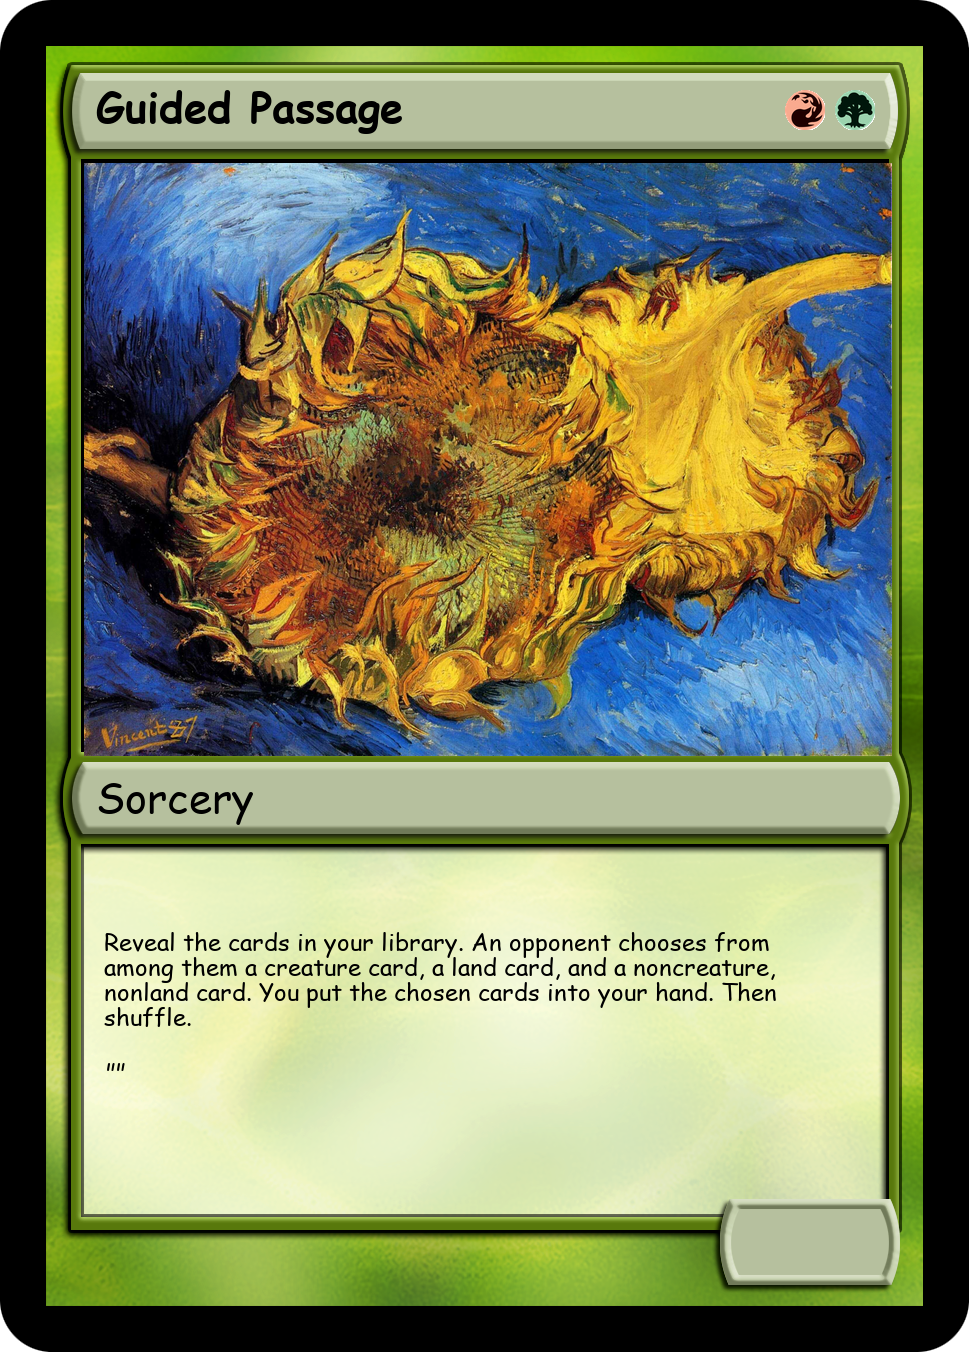 Guided Passage
Vincent 87
Sorcery
Reveal the cards in your library. An opponent chooses from
among them a creature card, a land card, and a noncreature,
nonland card. You put the chosen cards into your hand. Then
shuffle.
""